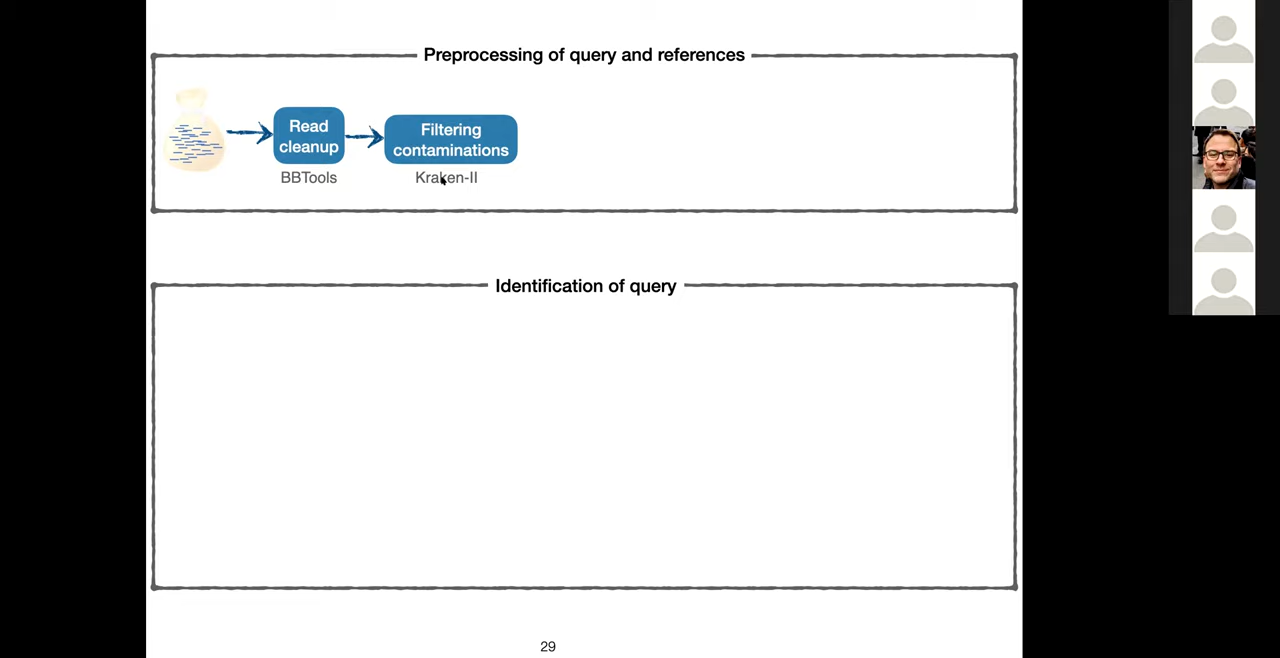 Preprocessing of query and references
Read
cleanup
Filtering
contaminations
BBTools
Kraken-II
Identification of query
29